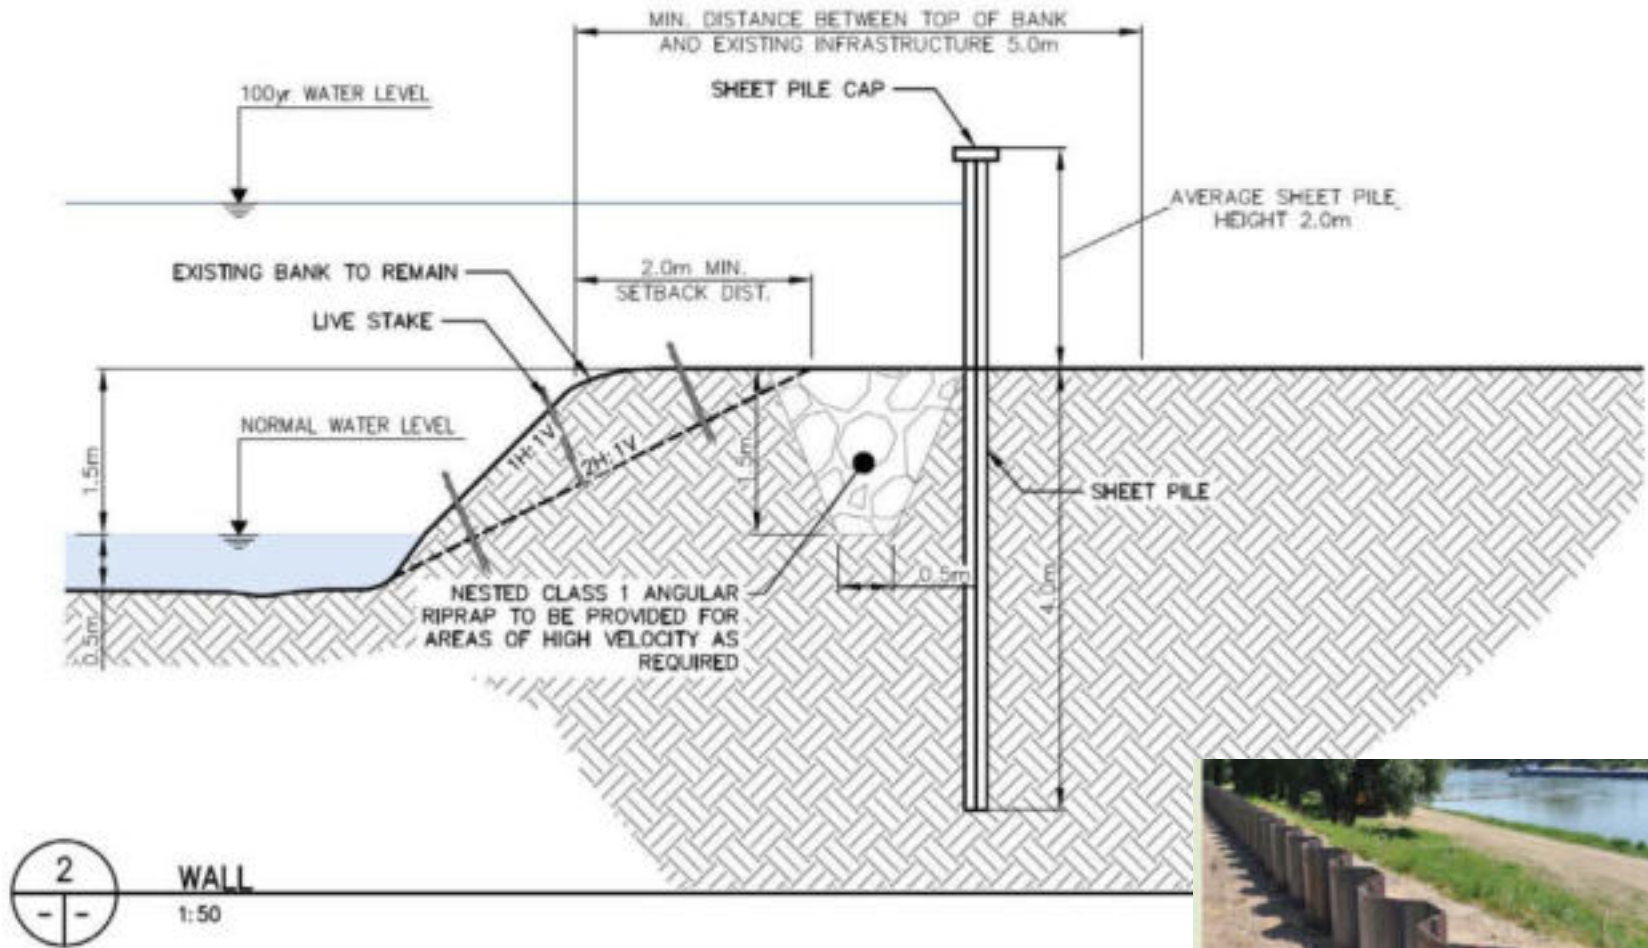 MIN. DISTANCE BETWEEN TOP OF BANK
AND EXISTING INFRASTRUCTURE 5.0m
100yr WATER LEVEL
SHEET PILE CAP
AVERAGE SHEET PILE
HEIGHT 2.0m
EXISTING BANK TO REMAIN
2.0m MIN.
SETBACK DIST.
LIVE STAKE
NORMAL WATER LEVEL
1.5m
1H:1V
2H:1V
1.5m
SHEET PILE
0.5m
4.0m
0.5m
NESTED CLASS 1 ANGULAR
RIPRAP TO BE PROVIDED FOR
AREAS OF HIGH VELOCITY AS
REQUIRED
2
- -
WALL
1:50